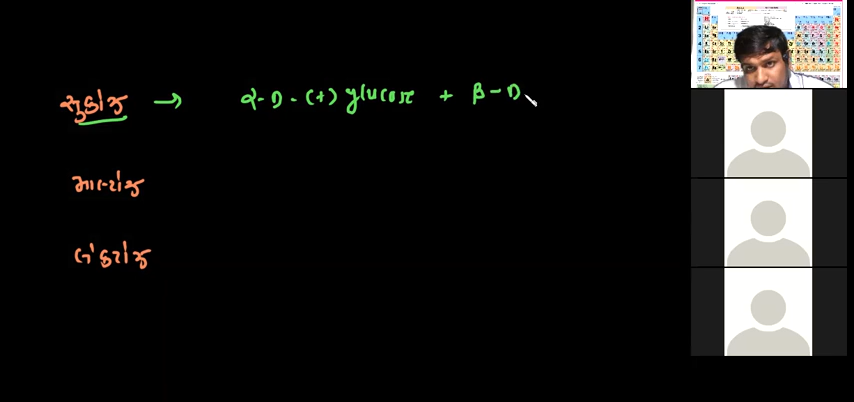 સુક્રોઝ → α-D-(+) glucose + β-D
માલ્ટોઝ
લેક્ટોઝ